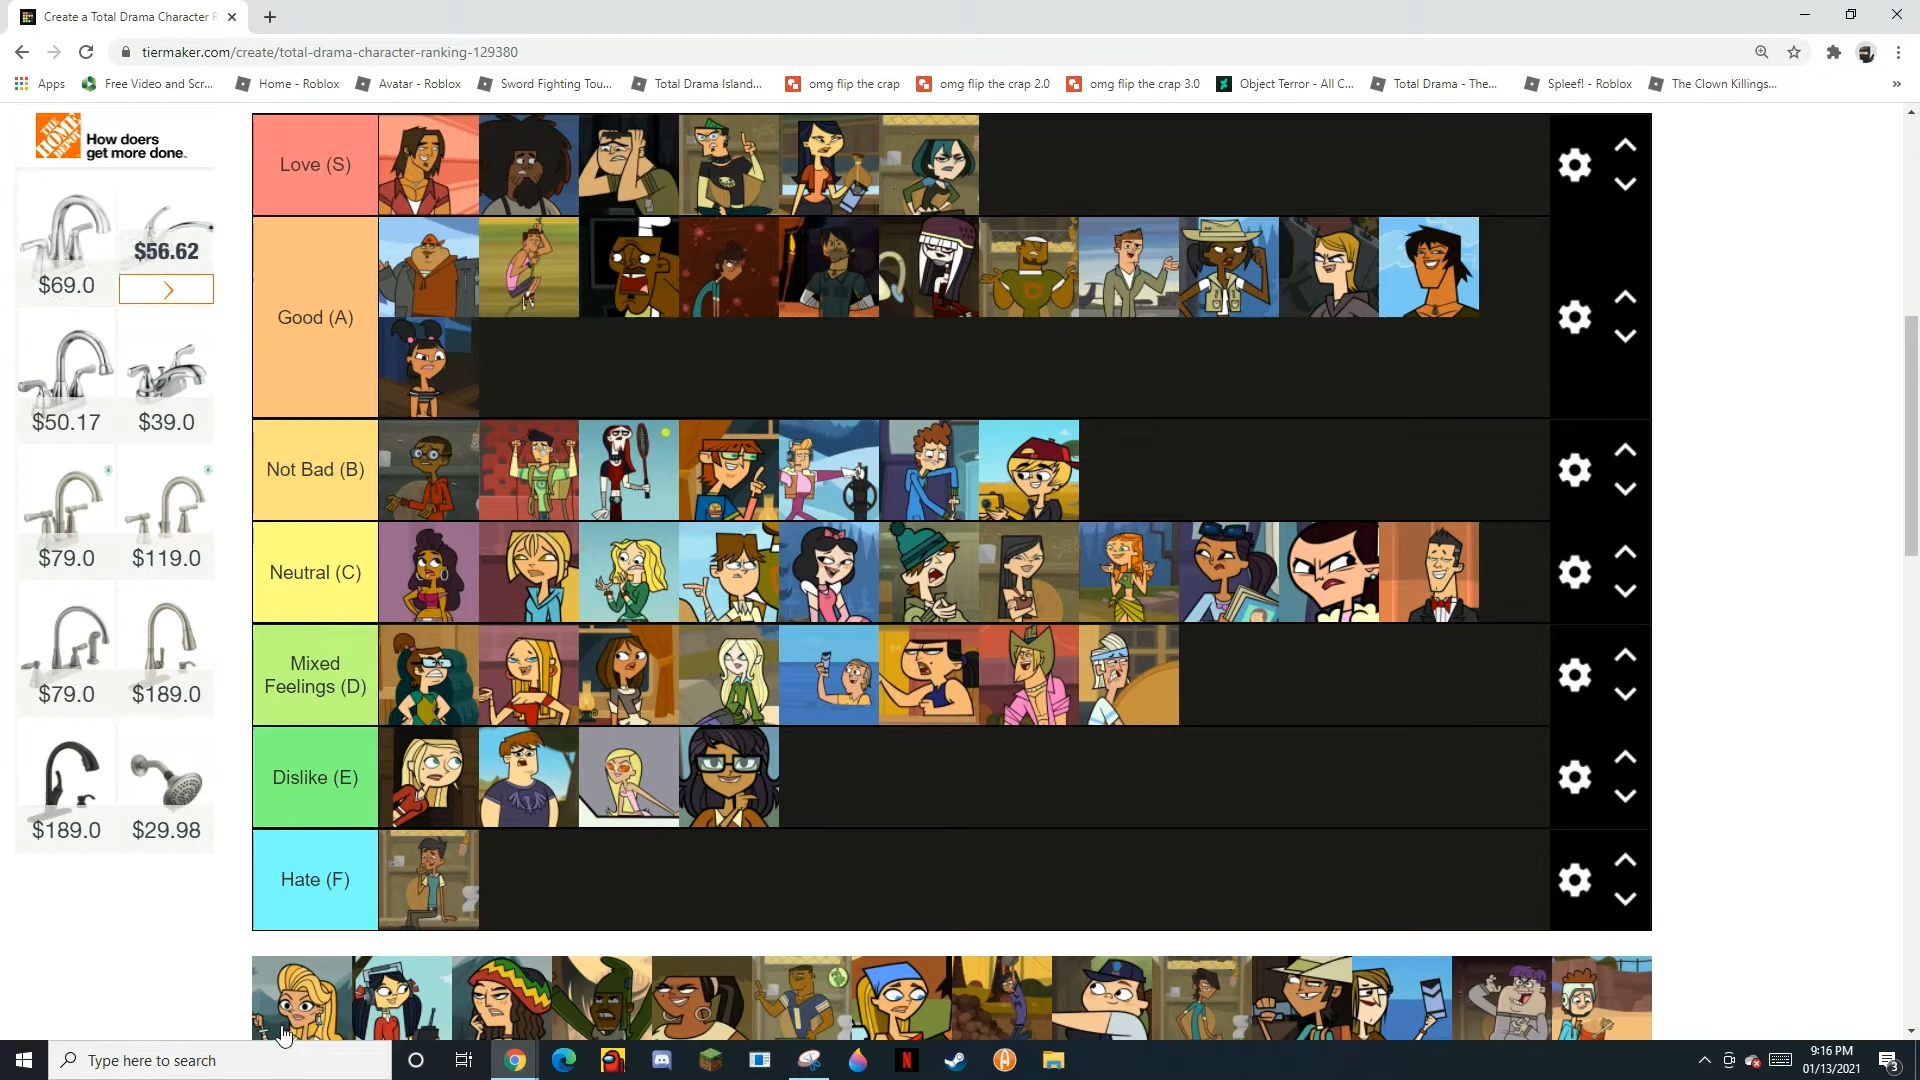 Create a Total Drama Character R
tiermaker.com/create/total-drama-character-ranking-129380
Apps
Free Video and Scr...
Home - Roblox
Avatar - Roblox
Sword Fighting Tou...
Total Drama Island...
omg flip the crap
omg flip the crap 2.0
omg flip the crap 3.0
Object Terror - All C...
Total Drama - The...
Spleef! - Roblox
The Clown Killings...
»
THE HOME DEPOT
How doers
get more done.
$69.0
$56.62
$50.17
$39.0
$79.0
$119.0
$79.0
$189.0
$189.0
$29.98
Love (S)
Good (A)
Not Bad (B)
Neutral (C)
Mixed
Feelings (D)
Dislike (E)
Hate (F)
Type here to search
9:16 PM
01/13/2021
3